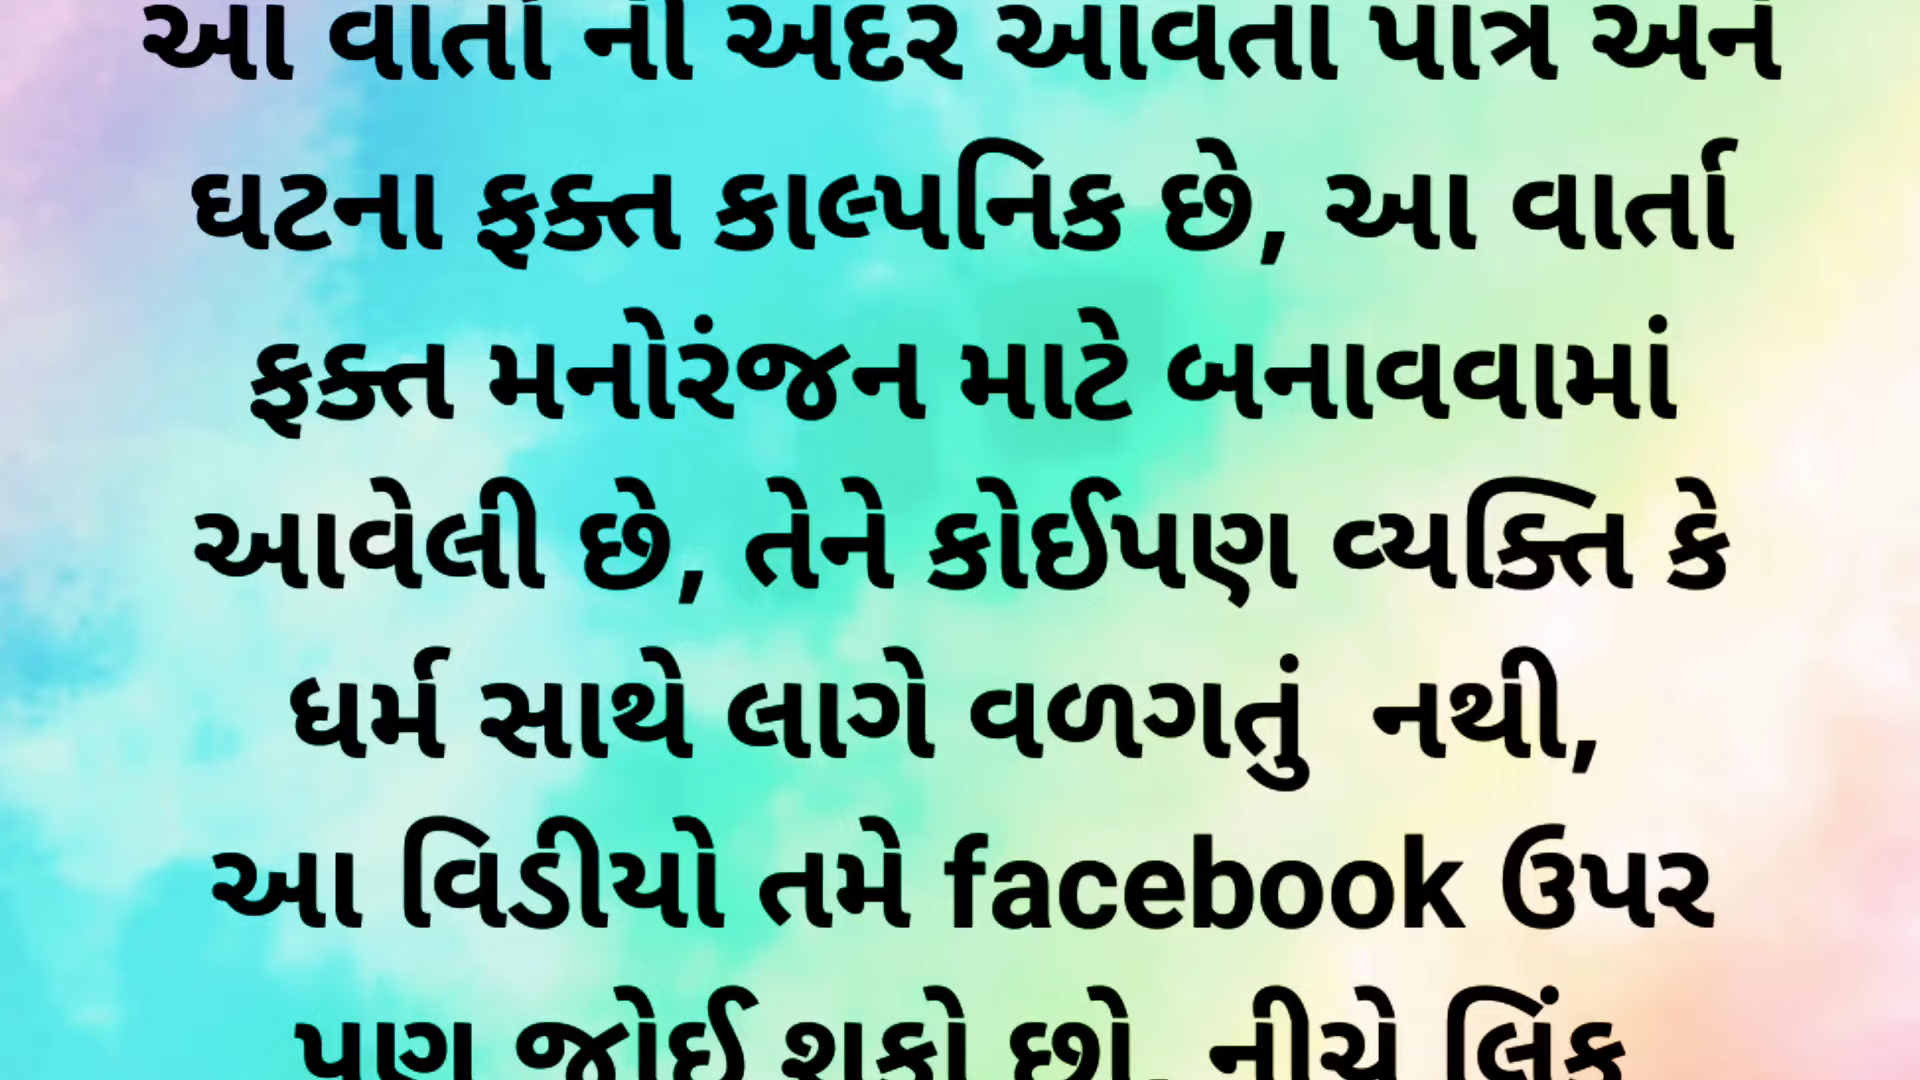 આ વાર્તા ની અંદર આવતા પાત્ર અને
ઘટના ફક્ત કાલ્પનિક છે, આ વાર્તા
ફક્ત મનોરંજન માટે બનાવવામાં
આવેલી છે, તેને કોઈપણ વ્યક્તિ કે
ધર્મ સાથે લાગે વળગતું નથી,
આ વિડીયો તમે facebook ઉપર
પણ જોઈ શકો છો, નીચે લિંક